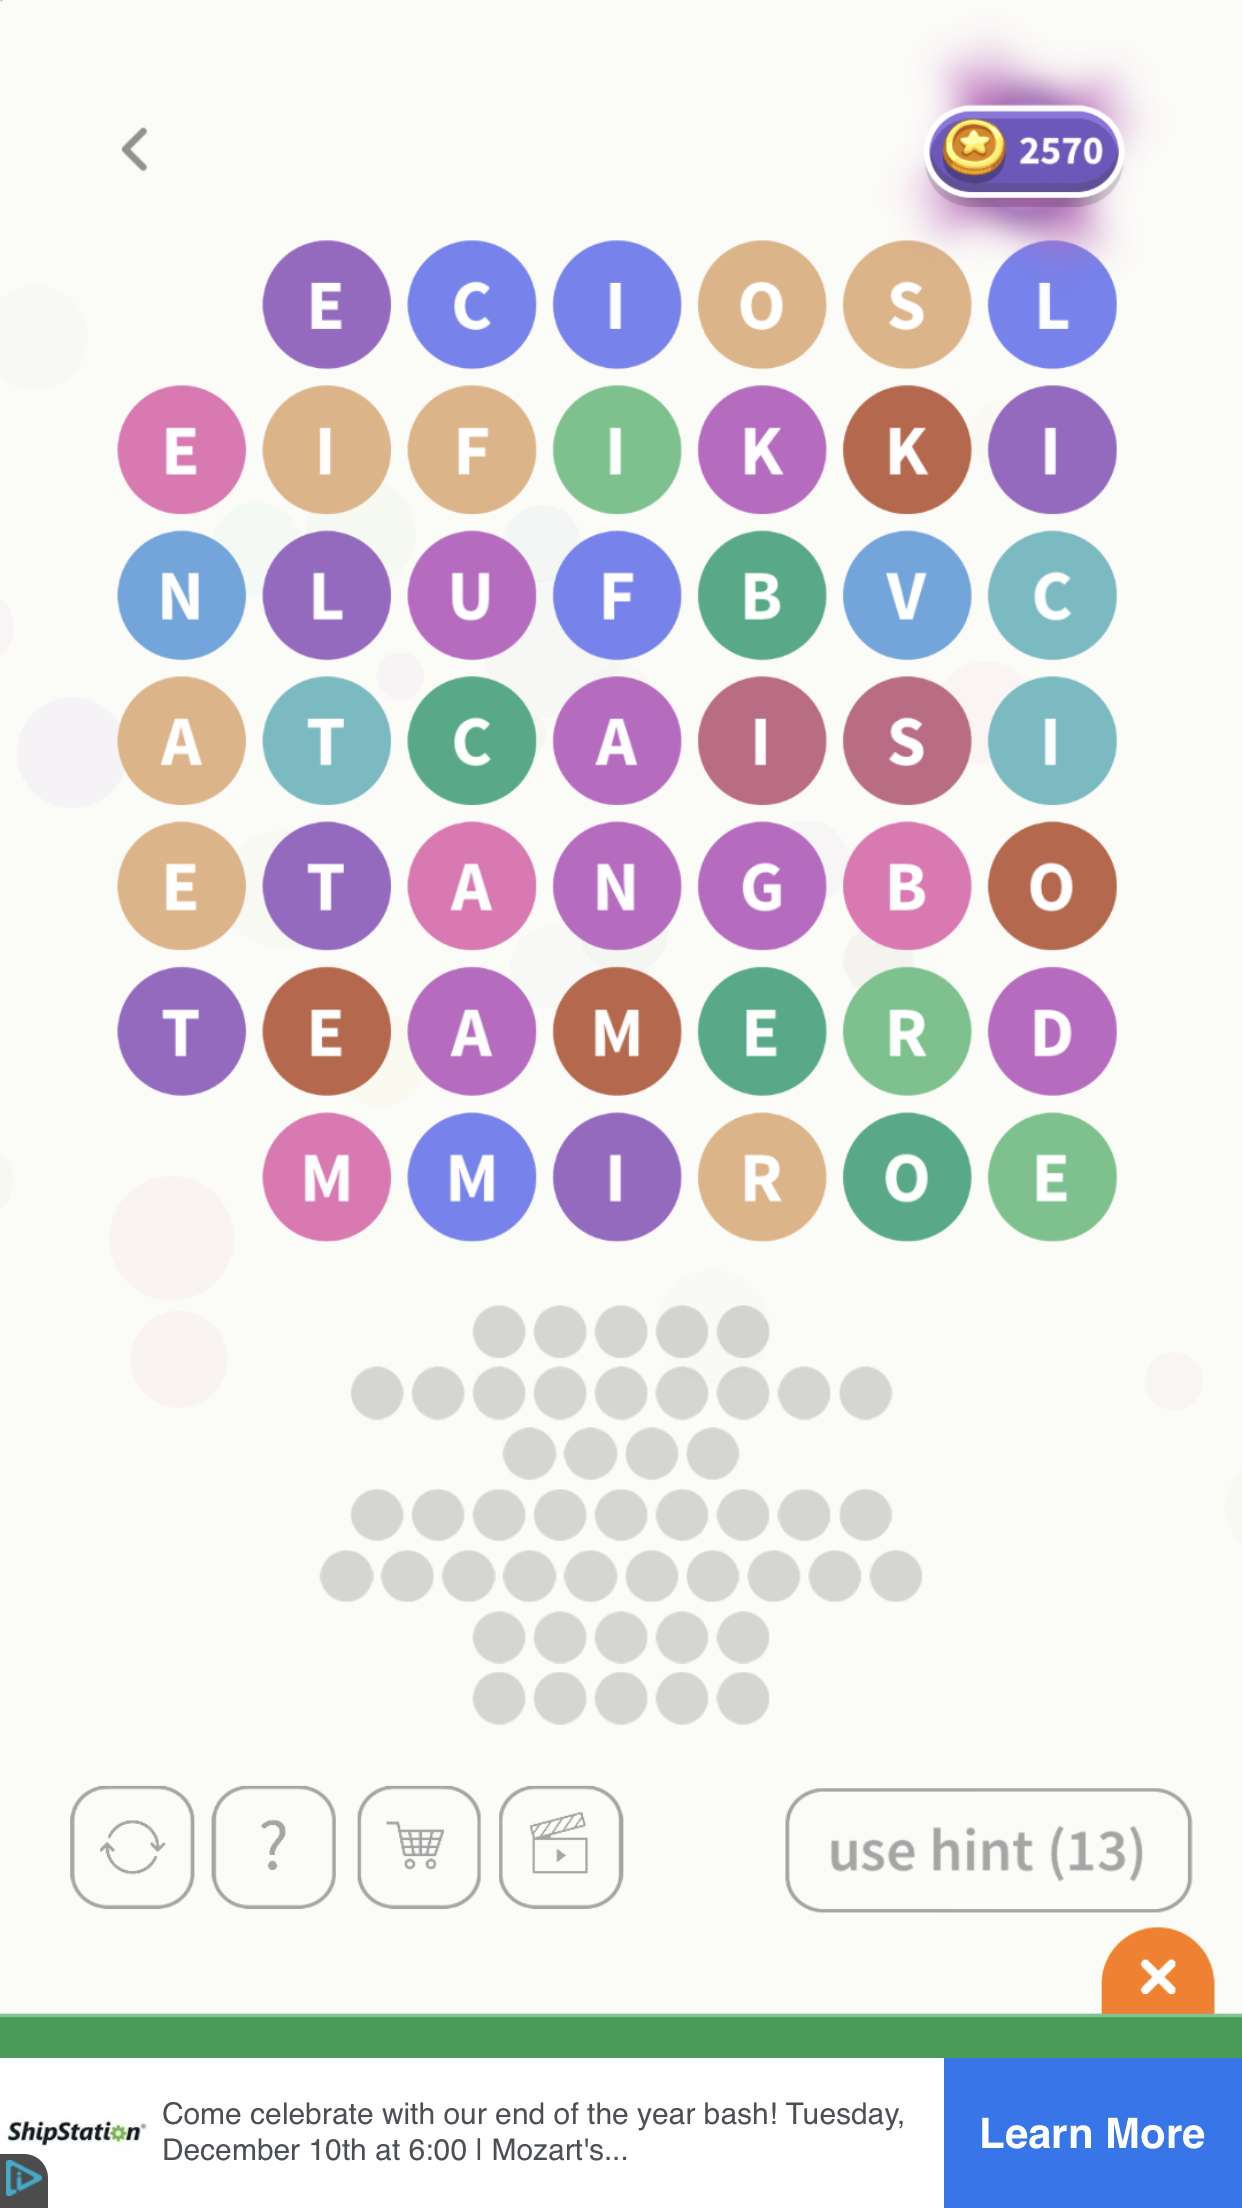 2570
E C I O S L
E I F I K K I
N L U F B V C
A T C A I S I
E T A N G B O
T E A M E R D
M M I R O E
?
use hint (13)
ShipStation®
Come celebrate with our end of the year bash! Tuesday,
December 10th at 6:00 | Mozart's...
Learn More